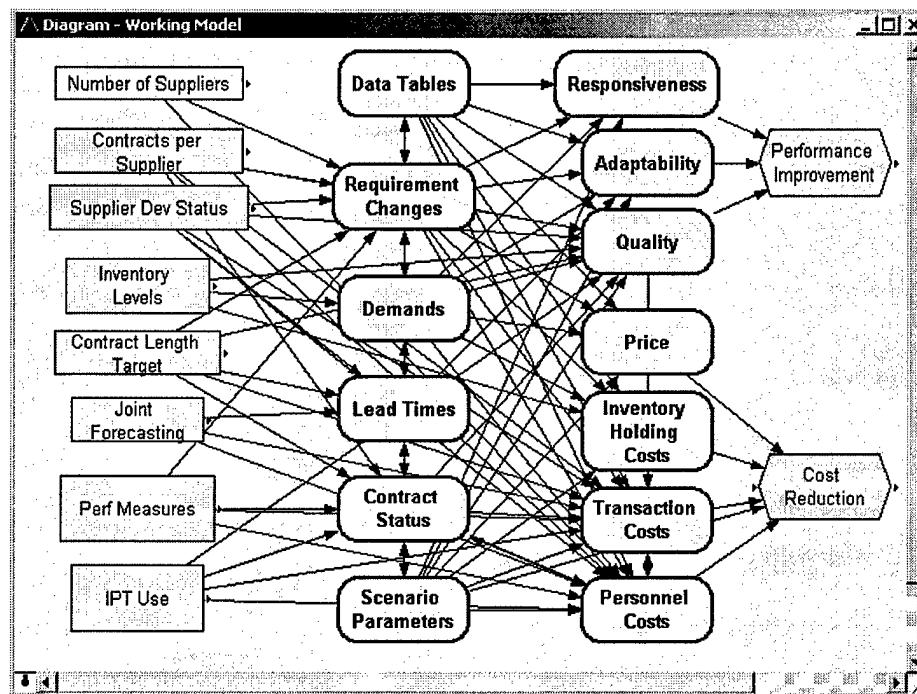 Diagram - Working Model
Number of Suppliers
Contracts per
Supplier
Supplier Dev Status
Inventory
Levels
Contract Length
Target
Joint
Forecasting
Perf Measures
IPT Use
Data Tables
Requirement
Changes
Demands
Lead Times
Contract
Status
Scenario
Parameters
Responsiveness
Adaptability
Quality
Price
Inventory
Holding
Costs
Transaction
Costs
Personnel
Costs
Performance
Improvement
Cost
Reduction